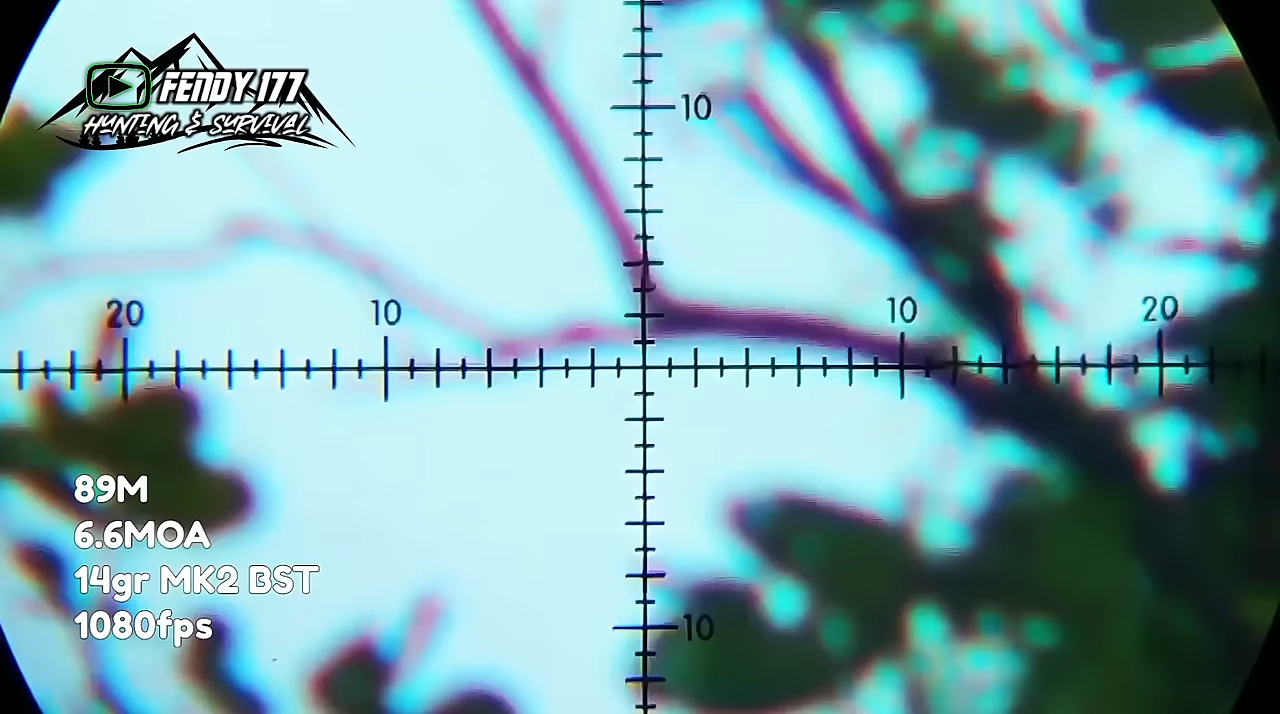 FENDY 177
HUNTING & SURVIVAL
10
20
10
10
20
89M
6.6MOA
14gr MK2 BST
1080fps
10